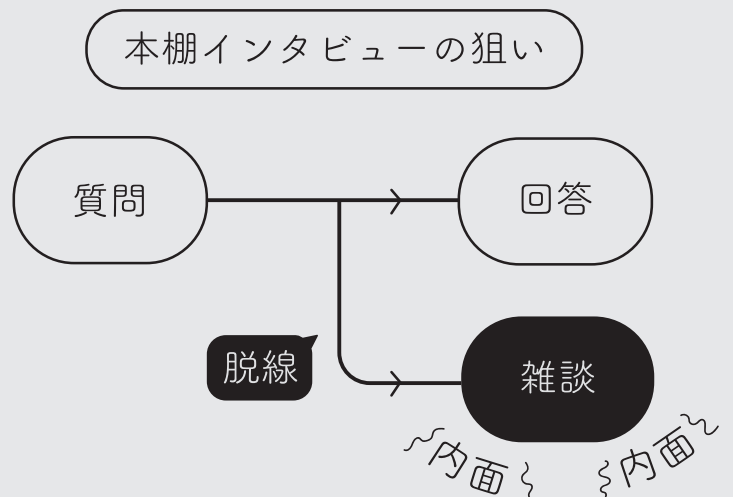 本棚インタビューの狙い
質問
回答
脱線
雑談
内面
内面